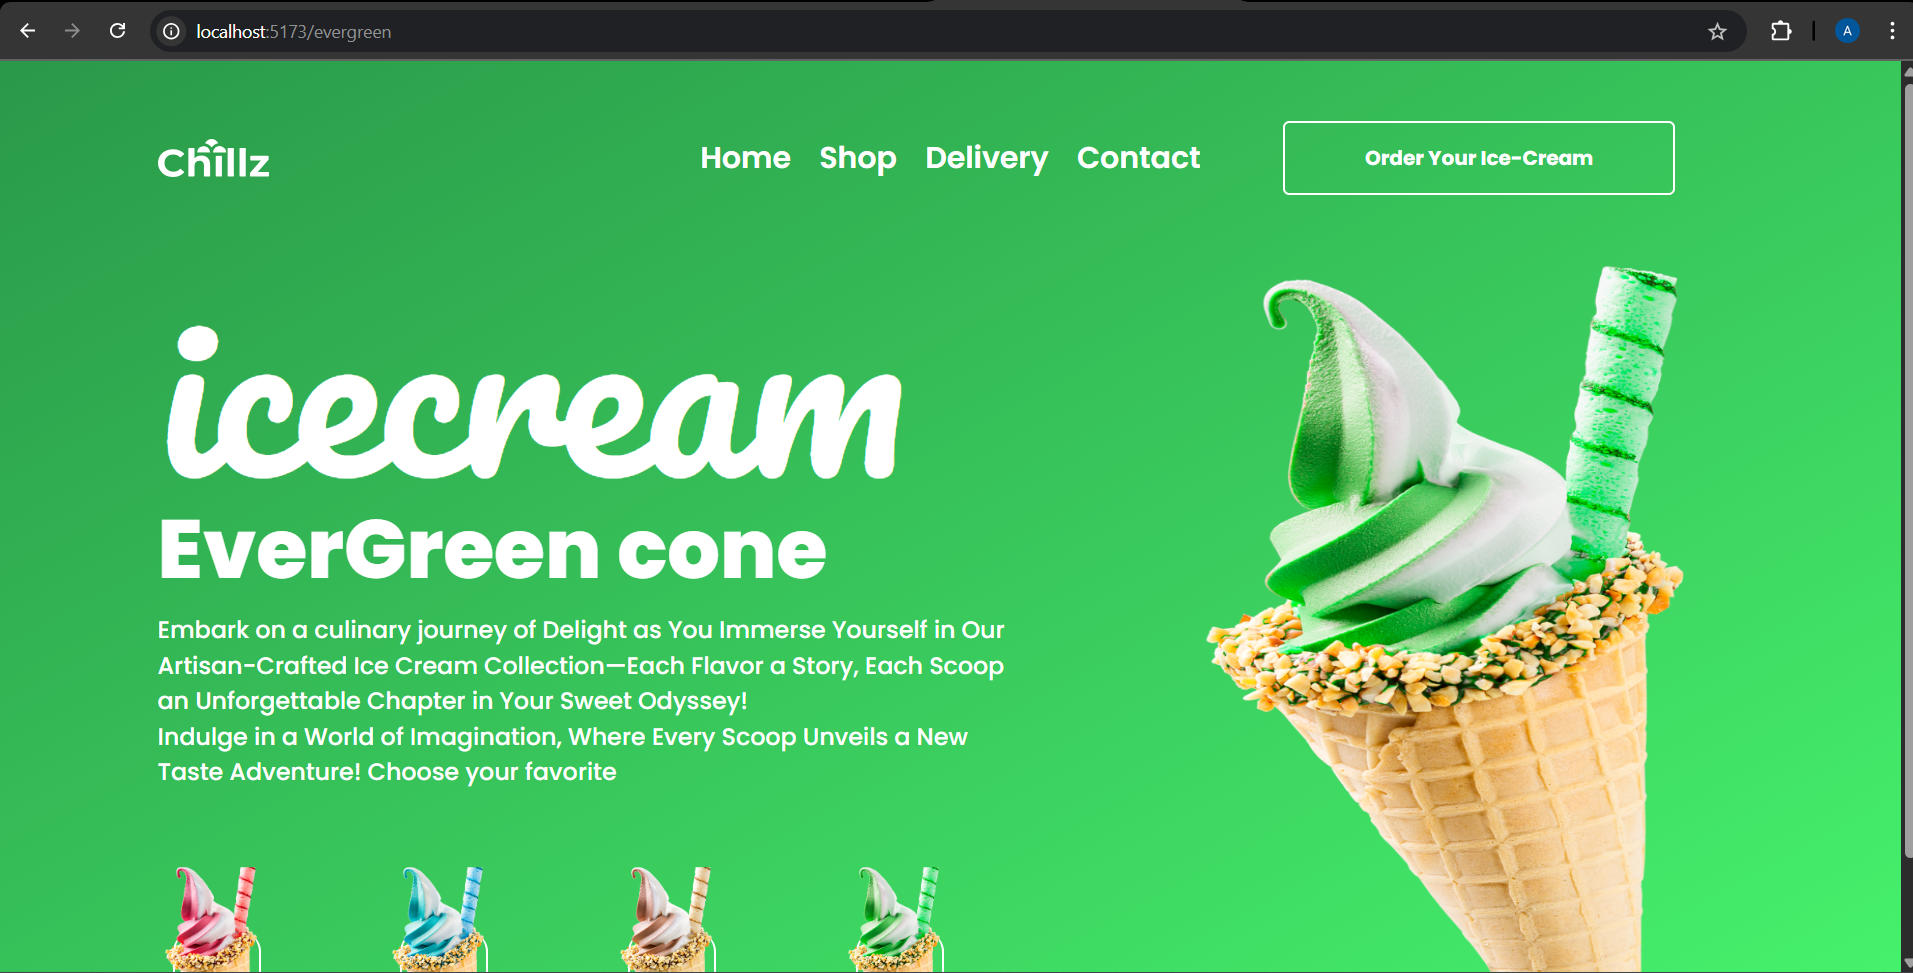 localhost:5173/evergreen
A
Chillz
Home Shop Delivery Contact
Order Your Ice-Cream
icecream
EverGreen cone
Embark on a culinary journey of Delight as You Immerse Yourself in Our
Artisan-Crafted Ice Cream Collection—Each Flavor a Story, Each Scoop
an Unforgettable Chapter in Your Sweet Odyssey!
Indulge in a World of Imagination, Where Every Scoop Unveils a New
Taste Adventure! Choose your favorite